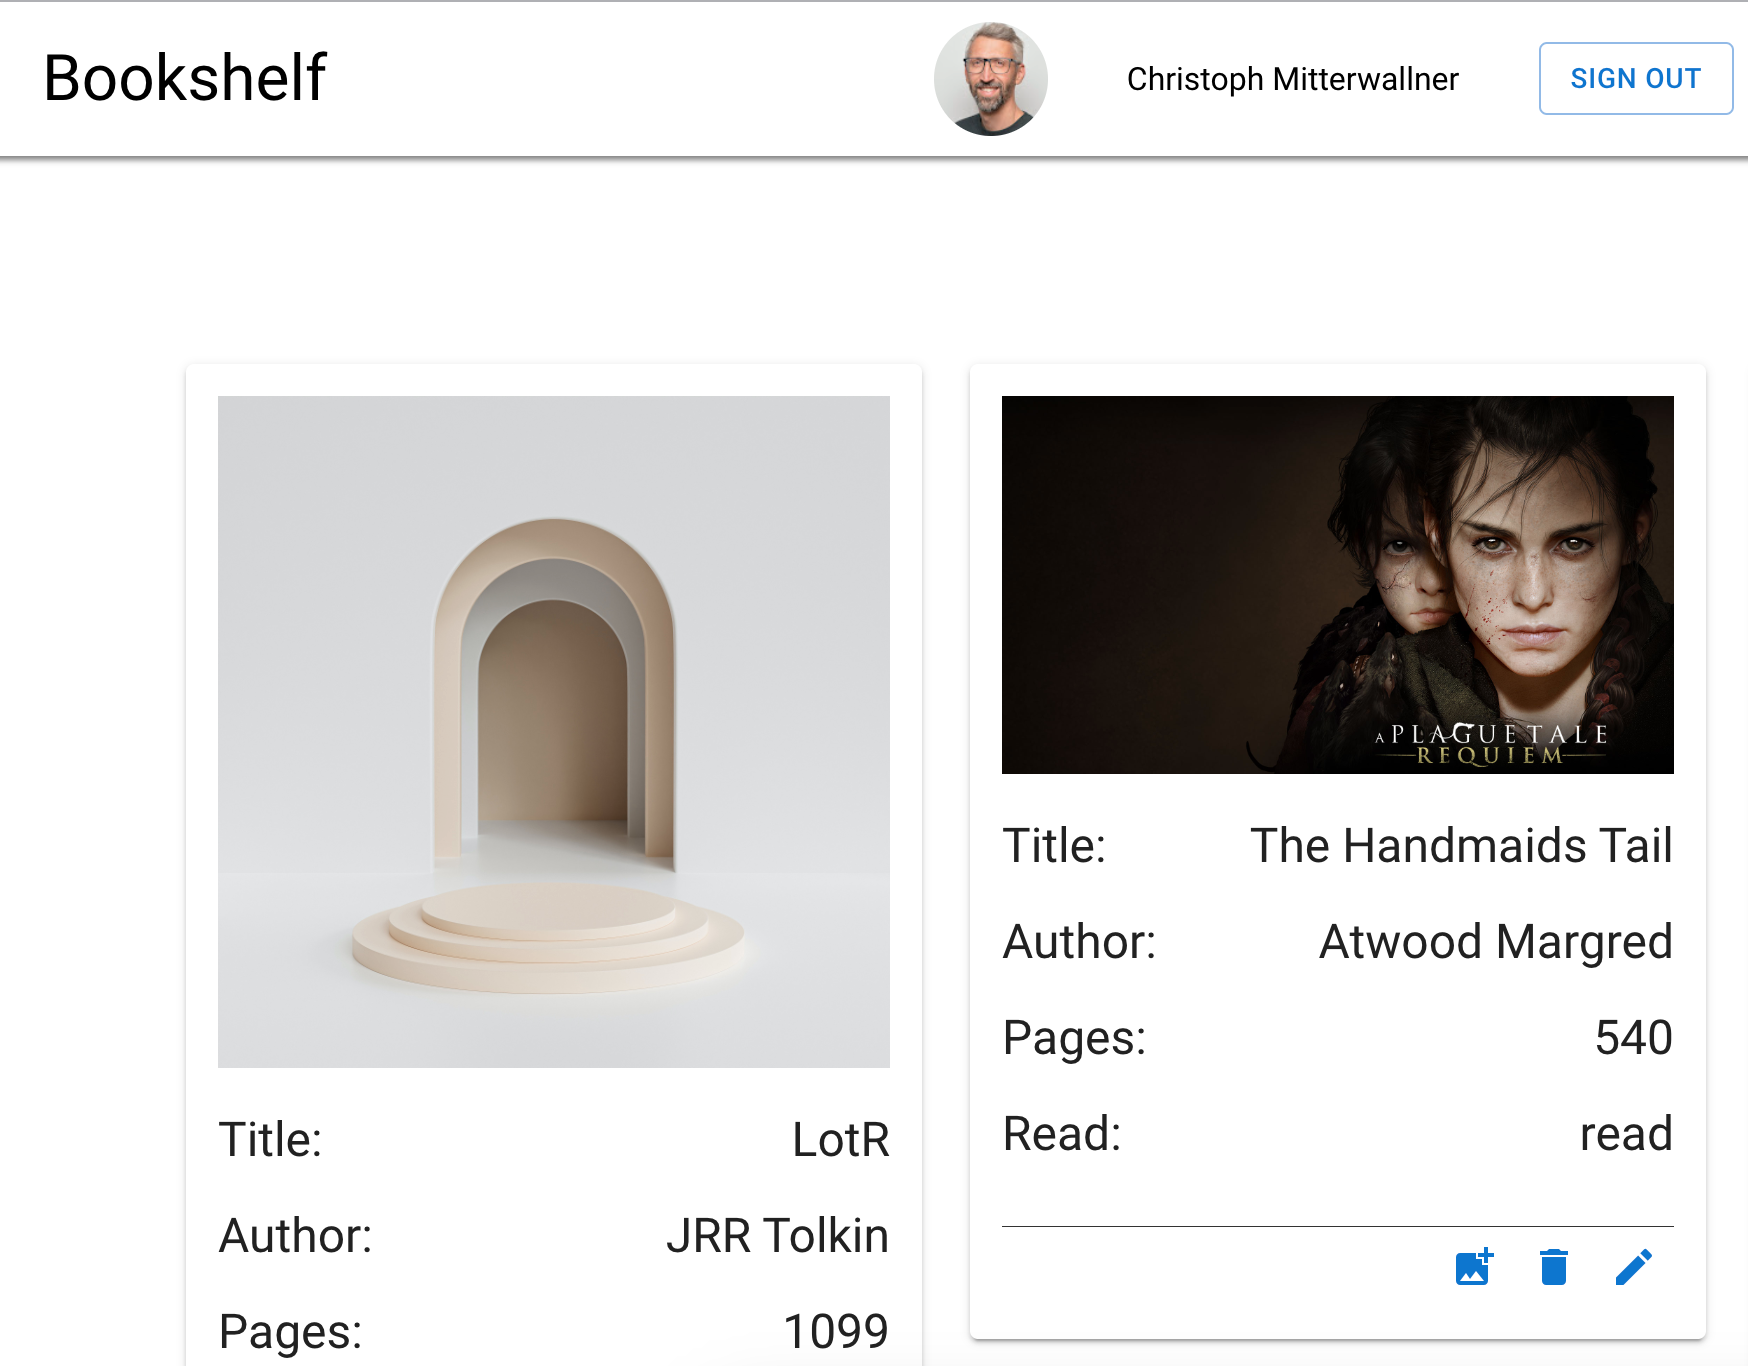 Bookshelf
Christoph Mitterwallner
SIGN OUT
A PLAGUE TALE
REQUIEM
Title: LotR
Author: JRR Tolkin
Pages: 1099
Title: The Handmaids Tail
Author: Atwood Margred
Pages: 540
Read: read